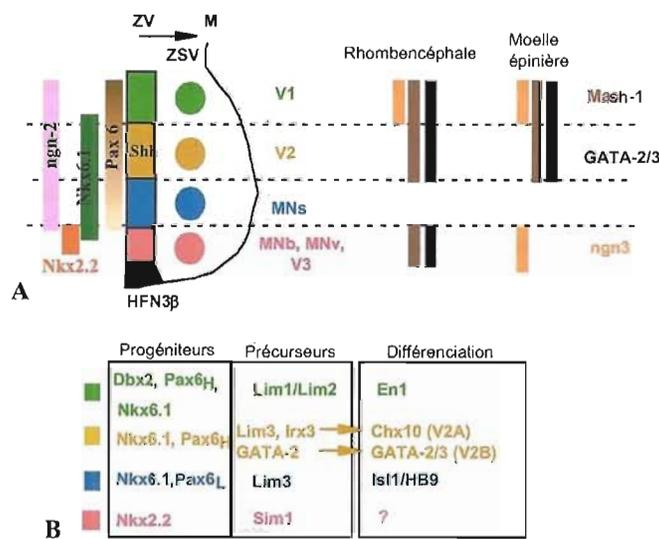 ZV M
ZSV
Rhombencéphale
Moelle
épinière
ngn-2
Nkx6.1
Pax 6
Shh
V1
V2
MNs
MNb, MNv,
V3
Nkx2.2
HFN3β
Mash-1
GATA-2/3
ngn3
A
Progéniteurs Précurseurs Différenciation
Dbx2, Pax6H, Lim1/Lim2 En1
Nkx6.1
Nkx6.1, Pax6H Lim3, Irx3 Chx10 (V2A)
GATA-2 GATA-2/3 (V2B)
Nkx6.1,Pax6L Lim3 Isl1/HB9
Nkx2.2 Sim1 ?
B